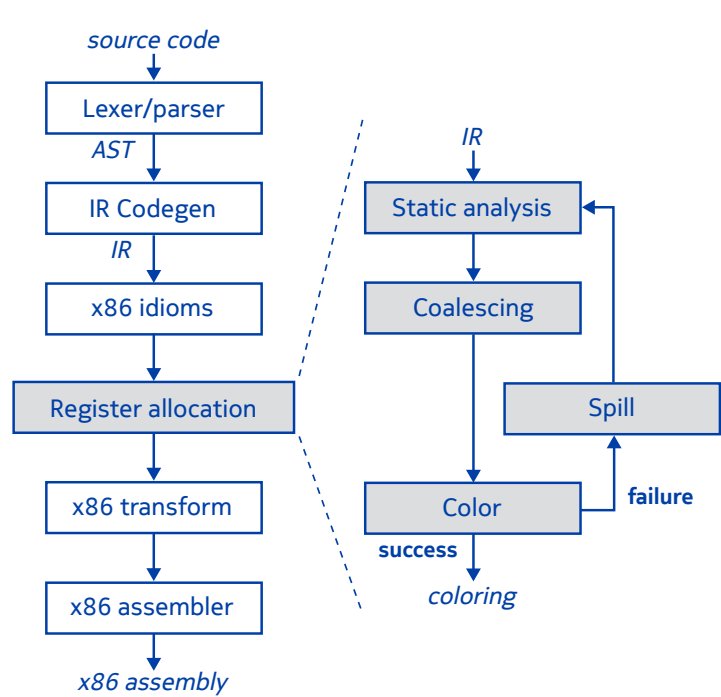 source code
Lexer/parser
AST
IR Codegen
IR
x86 idioms
Register allocation
x86 transform
x86 assembler
x86 assembly
IR
Static analysis
Coalescing
Spill
Color
failure
success
coloring